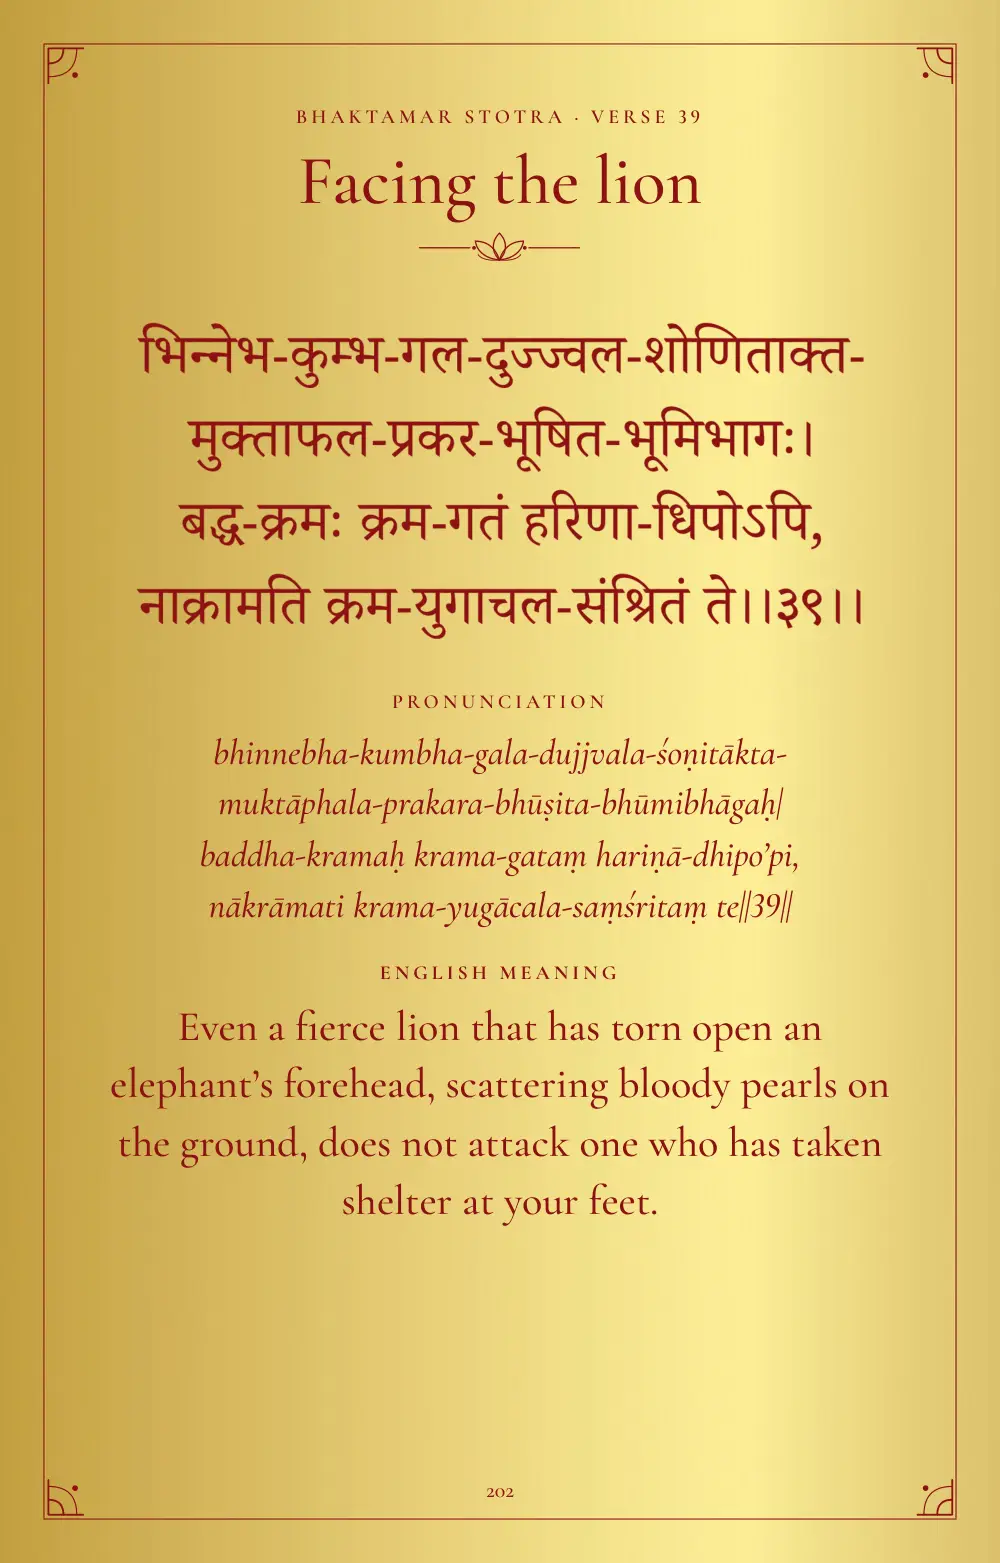 BHAKTAMAR STOTRA · VERSE 39
Facing the lion
भिन्नेभ-कुम्भ-गल-दुज्ज्वल-शोणिताक्त-
मुक्ताफल-प्रकर-भूषित-भूमिभागः।
बद्ध-क्रमः क्रम-गतं हरिणा-धिपोऽपि,
नाक्रामति क्रम-युगाचल-संश्रितं ते।।३९।।
PRONUNCIATION
bhinnebha-kumbha-gala-dujjvala-śoṇitākta-
muktāphala-prakara-bhūṣita-bhūmibhāgaḥ|
baddha-kramaḥ krama-gataṃ hariṇā-dhipo’pi,
nākrāmati krama-yugācala-saṃśritaṃ te||39||
ENGLISH MEANING
Even a fierce lion that has torn open an
elephant’s forehead, scattering bloody pearls on
the ground, does not attack one who has taken
shelter at your feet.
202